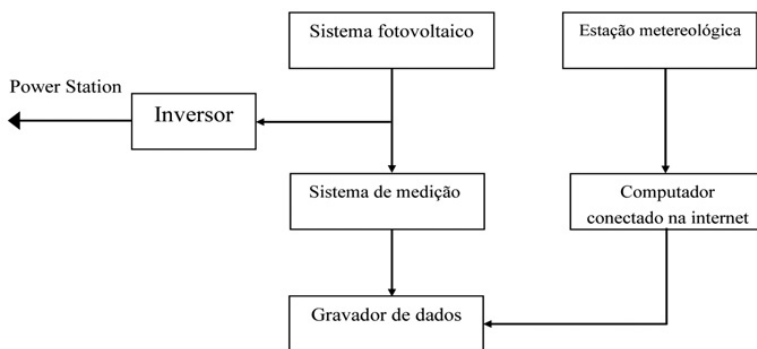 Sistema fotovoltaico
Estação metereológica
Power Station
Inversor
Sistema de medição
Computador
conectado na internet
Gravador de dados